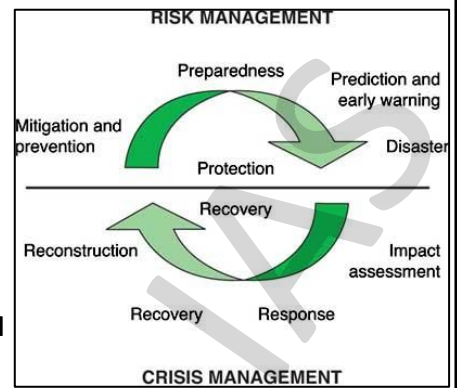 RISK MANAGEMENT
Preparedness
Prediction and
early warning
Mitigation and
prevention
Disaster
Protection
Recovery
Reconstruction
Impact
assessment
Recovery
Response
CRISIS MANAGEMENT
IAS